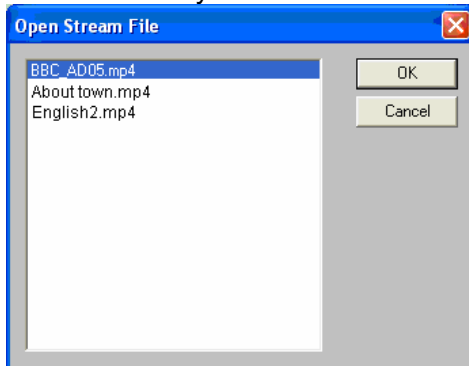 Open Stream File
BBC_AD05.mp4
About town.mp4
English2.mp4
OK
Cancel